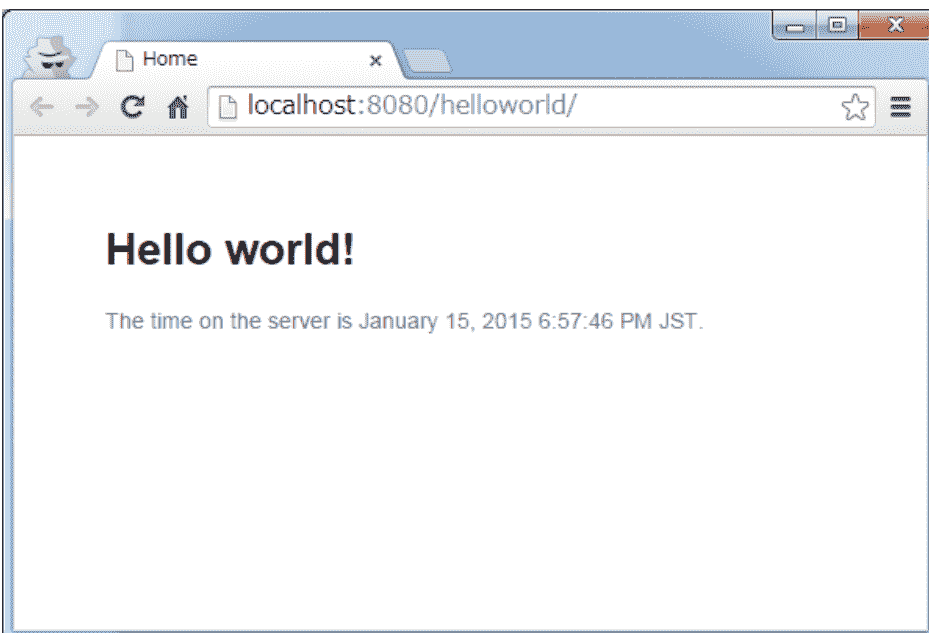 Home
localhost:8080/helloworld/
Hello world!
The time on the server is January 15, 2015 6:57:46 PM JST.